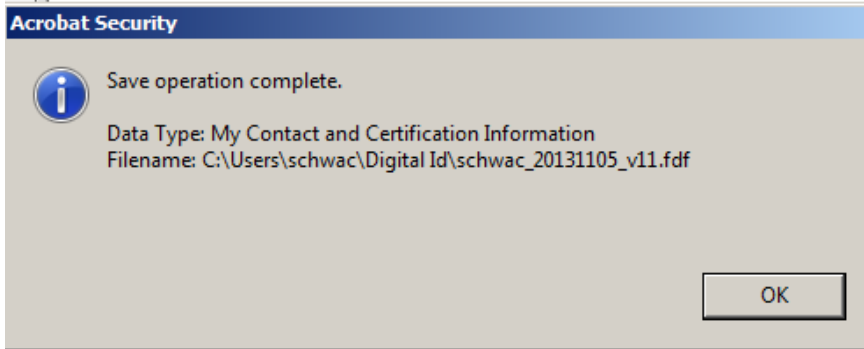 Acrobat Security
Save operation complete.
Data Type: My Contact and Certification Information
Filename: C:\Users\schwac\Digital Id\schwac_20131105_v11.fdf
OK